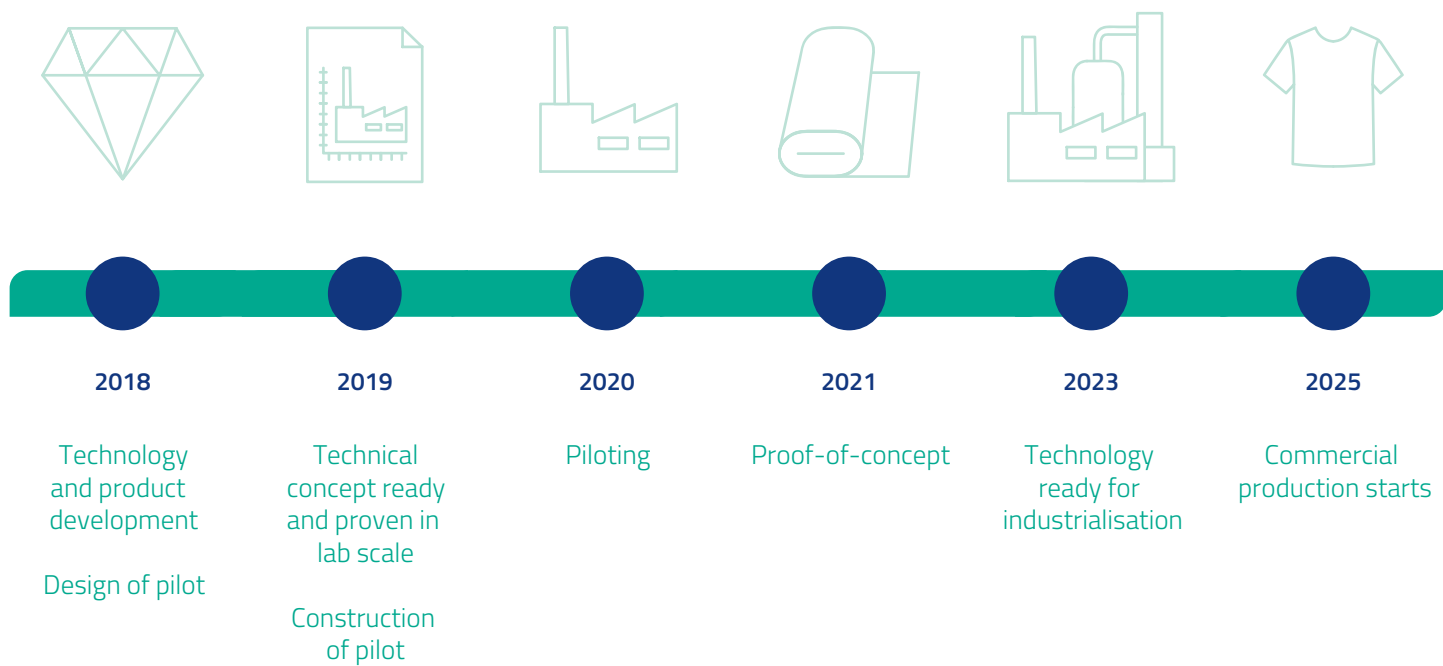 2018
Technology
and product
development
Design of pilot
2019
Technical
concept ready
and proven in
lab scale
Construction
of pilot
2020
Piloting
2021
Proof-of-concept
2023
Technology
ready for
industrialisation
2025
Commercial
production starts